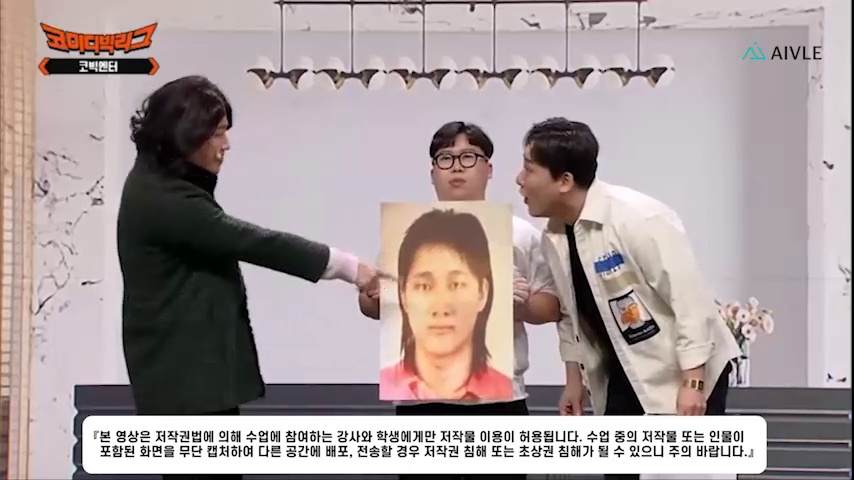 코미디빅리그
코빅엔터
AIVLE
『본 영상은 저작권법에 의해 수업에 참여하는 강사와 학생에게만 저작물 이용이 허용됩니다. 수업 중의 저작물 또는 인물이
포함된 화면을 무단 캡처하여 다른 공간에 배포, 전송할 경우 저작권 침해 또는 초상권 침해가 될 수 있으니 주의 바랍니다.』